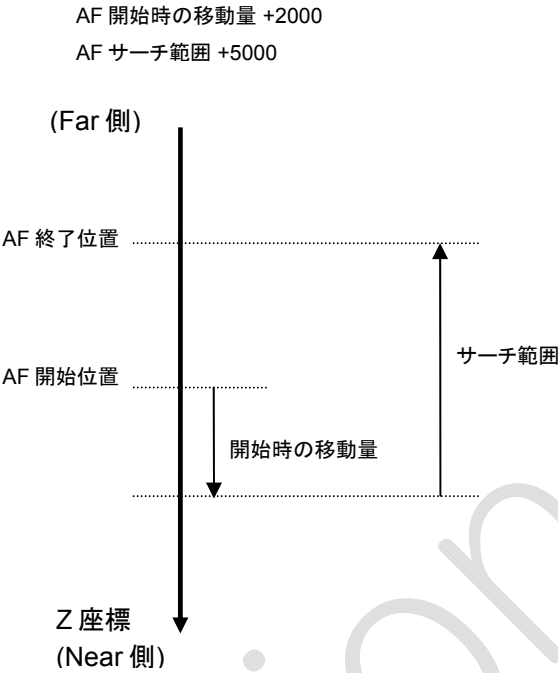 AF 開始時の移動量 +2000
AF サーチ範囲 +5000
(Far 側)
AF 終了位置
サーチ範囲
AF 開始位置
開始時の移動量
Z 座標
(Near 側)